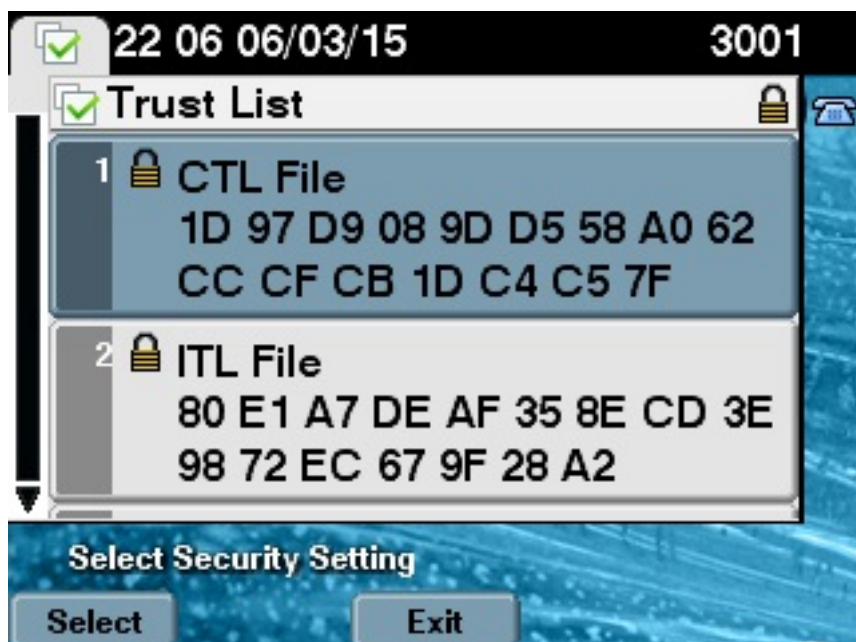 22 06 06/03/15 3001
Trust List
1 CTL File
1D 97 D9 08 9D D5 58 A0 62
CC CF CB 1D C4 C5 7F
2 ITL File
80 E1 A7 DE AF 35 8E CD 3E
98 72 EC 67 9F 28 A2
Select Security Setting
Select Exit